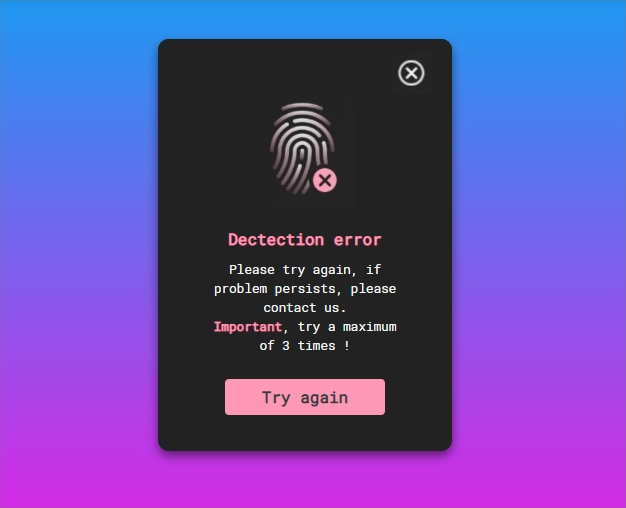 Dectection error
Please try again, if
problem persists, please
contact us.
Important, try a maximum
of 3 times !
Try again